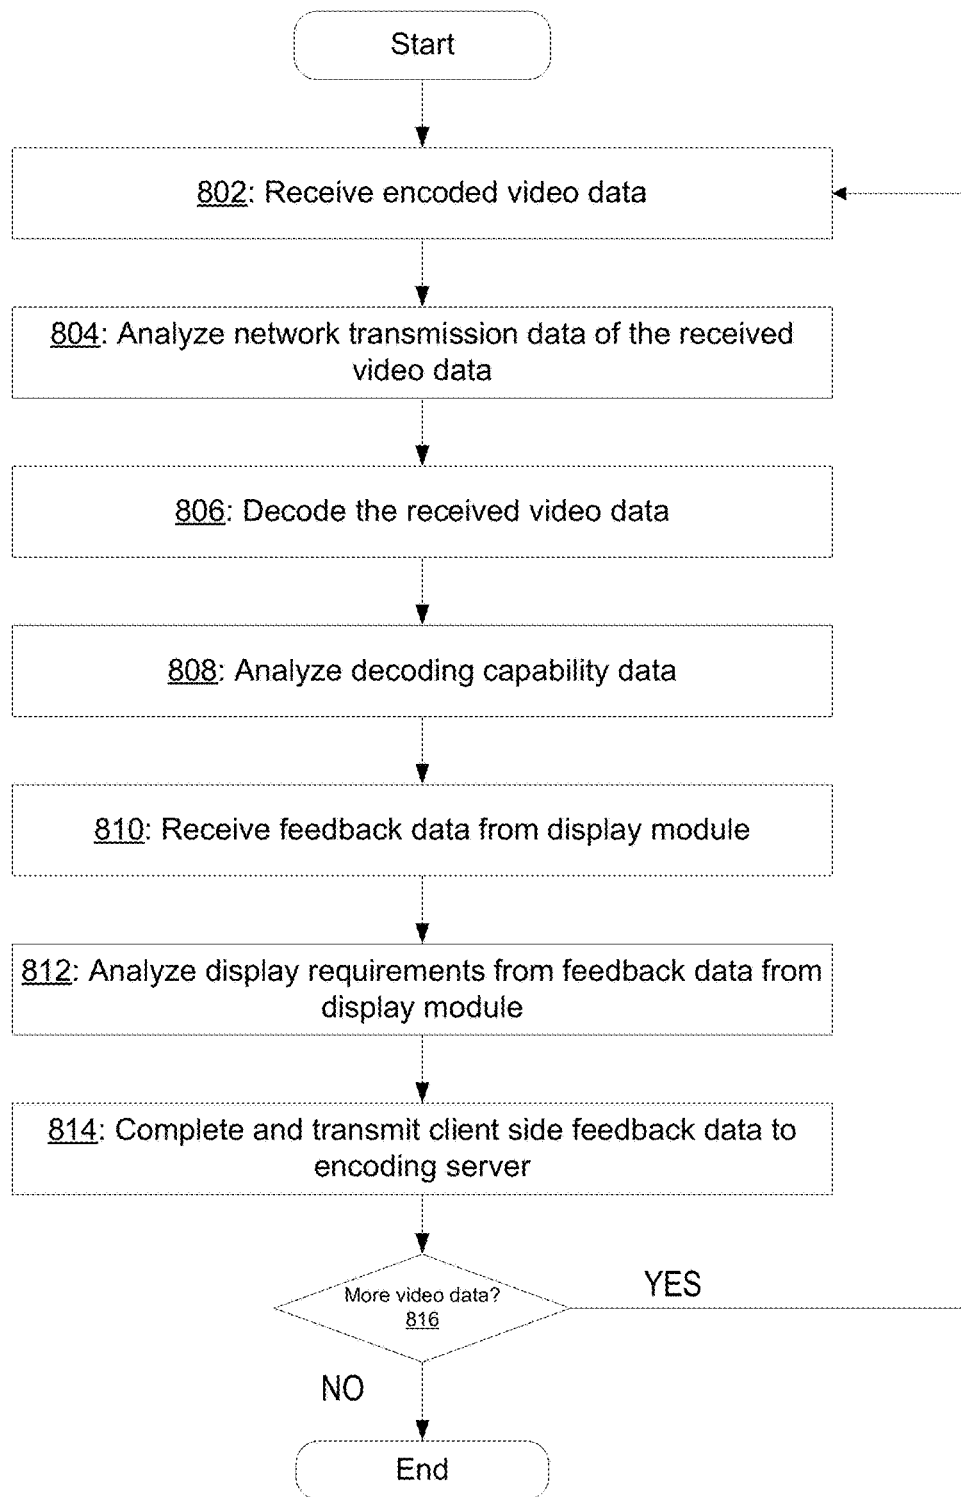 Start
802: Receive encoded video data
804: Analyze network transmission data of the received
video data
806: Decode the received video data
808: Analyze decoding capability data
810: Receive feedback data from display module
812: Analyze display requirements from feedback data from
display module
814: Complete and transmit client side feedback data to
encoding server
More video data?
816
YES
NO
End